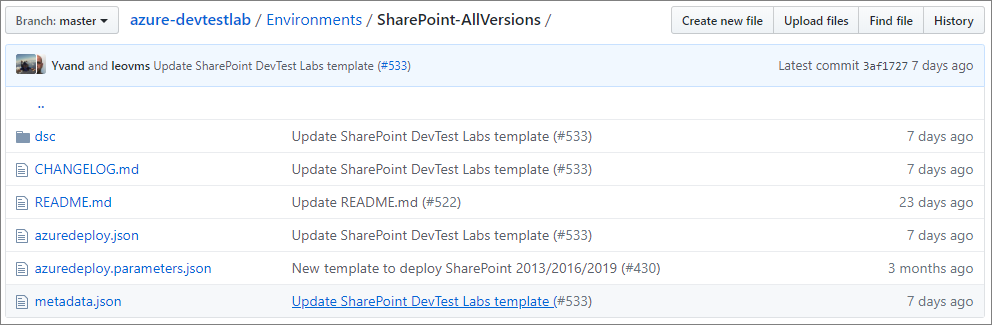 Branch: master azure-devtestlab / Environments / SharePoint-AllVersions / Create new file Upload files Find file History
Yvand and leovms Update SharePoint DevTest Labs template (#533) Latest commit 3af1727 7 days ago
..
dsc Update SharePoint DevTest Labs template (#533) 7 days ago
CHANGELOG.md Update SharePoint DevTest Labs template (#533) 7 days ago
README.md Update README.md (#522) 23 days ago
azuredeploy.json Update SharePoint DevTest Labs template (#533) 7 days ago
azuredeploy.parameters.json New template to deploy SharePoint 2013/2016/2019 (#430) 3 months ago
metadata.json Update SharePoint DevTest Labs template (#533) 7 days ago